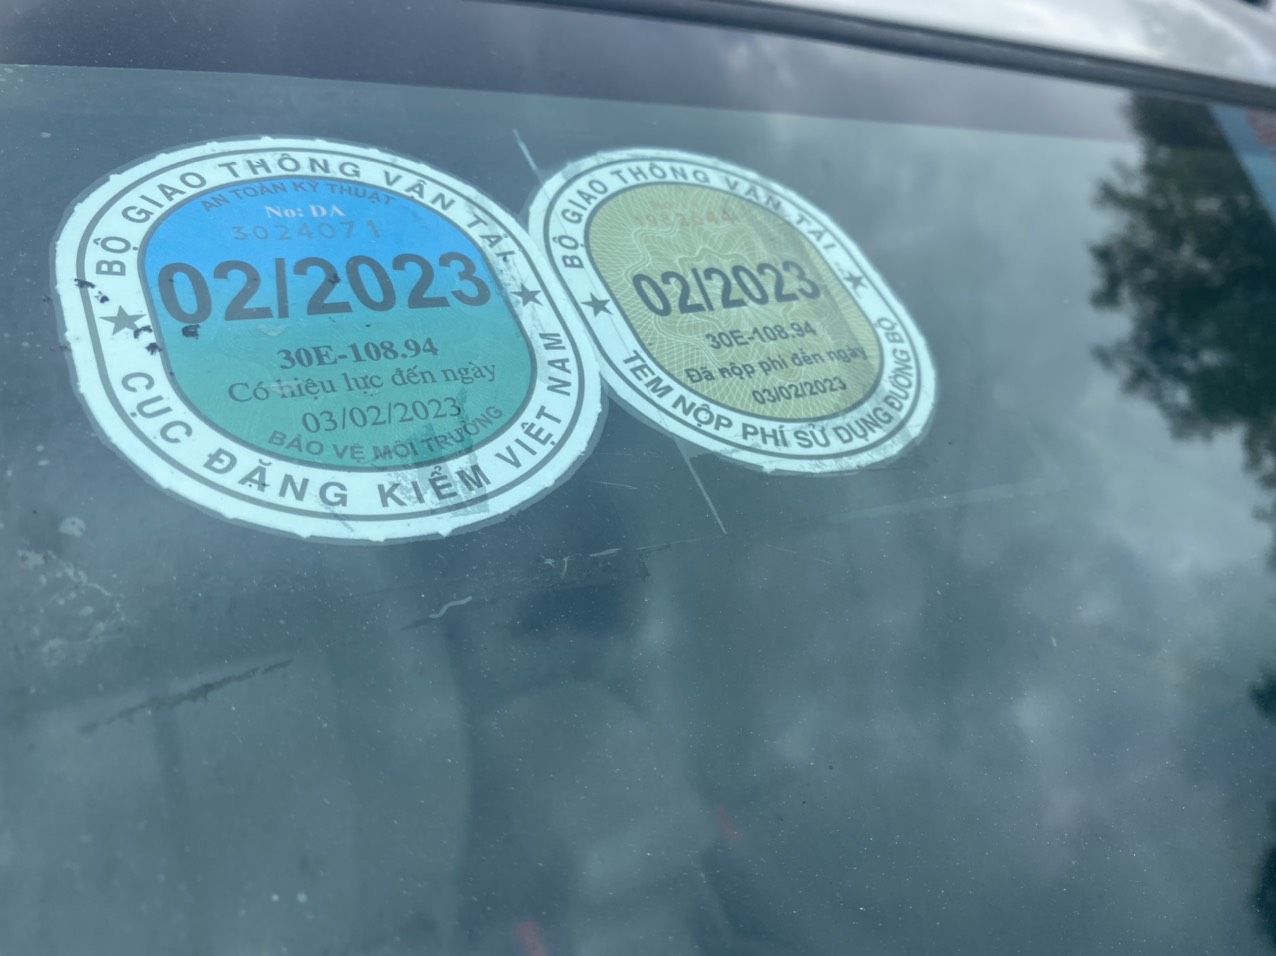 BỘ GIAO THÔNG VẬN TẢI
AN TOÀN KỸ THUẬT
No: DA
3024071
02/2023
30E-108.94
Có hiệu lực đến ngày
03/02/2023
BẢO VỆ MÔI TRƯỜNG
CỤC ĐĂNG KIỂM VIỆT NAM
BỘ GIAO THÔNG VẬN TẢI
02/2023
30E-108.94
Đã nộp phí đến ngày
03/02/2023
TEM NỘP PHÍ SỬ DỤNG ĐƯỜNG BỘ